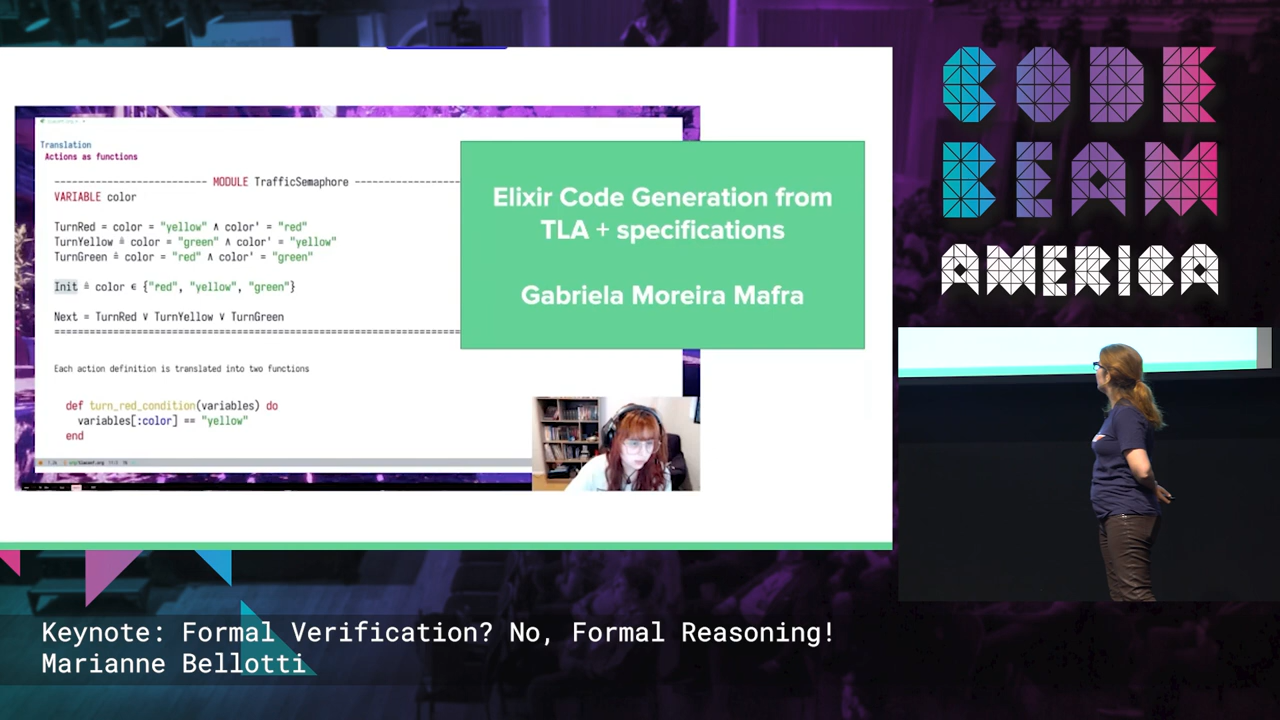 CODE
BEAM
AMERICA
Translation
Actions as functions
MODULE TrafficSemaphore
VARIABLE color
TurnRed = color = "yellow" ∧ color' = "red"
TurnYellow ≜ color = "green" ∧ color' = "yellow"
TurnGreen ≜ color = "red" ∧ color' = "green"
Init ≜ color ∈ {"red", "yellow", "green"}
Next = TurnRed ∨ TurnYellow ∨ TurnGreen
Each action definition is translated into two functions
def turn_red_condition(variables) do
variables[:color] == "yellow"
end
Elixir Code Generation from
TLA + specifications
Gabriela Moreira Mafra
Keynote: Formal Verification? No, Formal Reasoning!
Marianne Bellotti